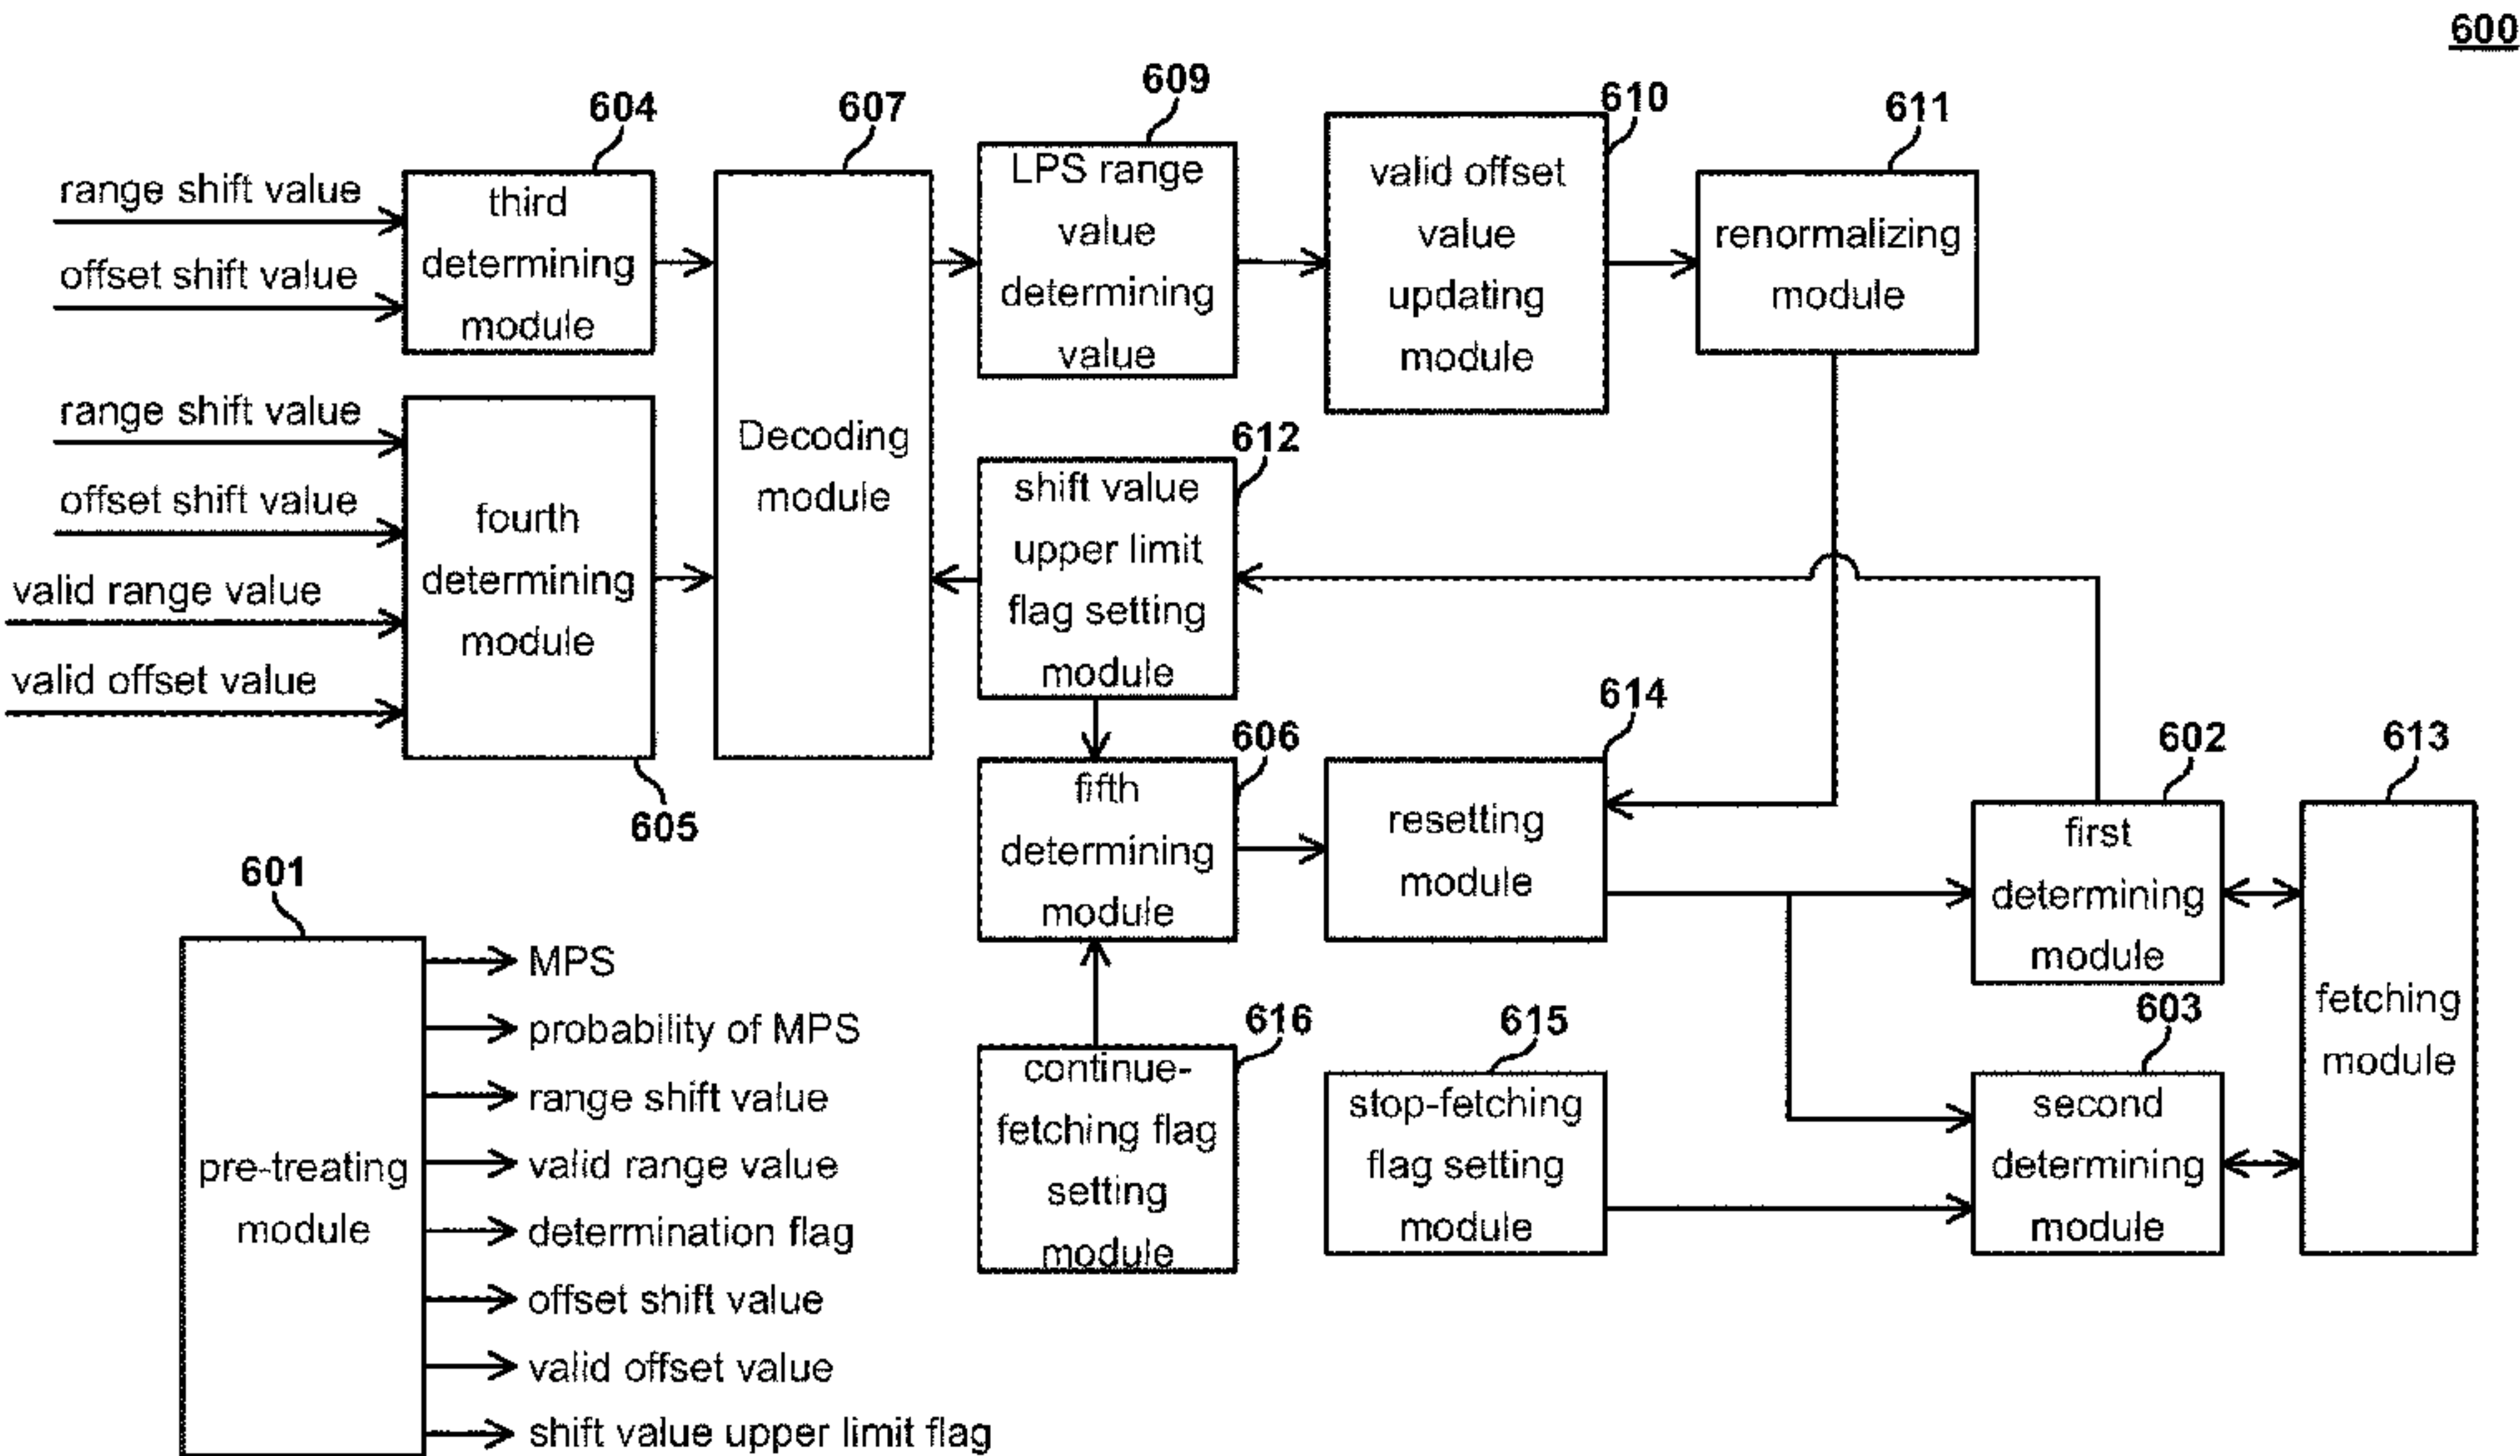 600
604
607
609
610
611
range shift value
offset shift value
third
determining
module
range shift value
offset shift value
valid range value
valid offset value
fourth
determining
module
605
Decoding
module
LPS range
value
determining
value
valid offset
value
updating
module
renormalizing
module
612
shift value
upper limit
flag setting
module
606
fifth
determining
module
614
resetting
module
602
first
determining
module
613
fetching
module
603
second
determining
module
616
continue-
fetching flag
setting
module
615
stop-fetching
flag setting
module
601
pre-treating
module
MPS
probability of MPS
range shift value
valid range value
determination flag
offset shift value
valid offset value
shift value upper limit flag